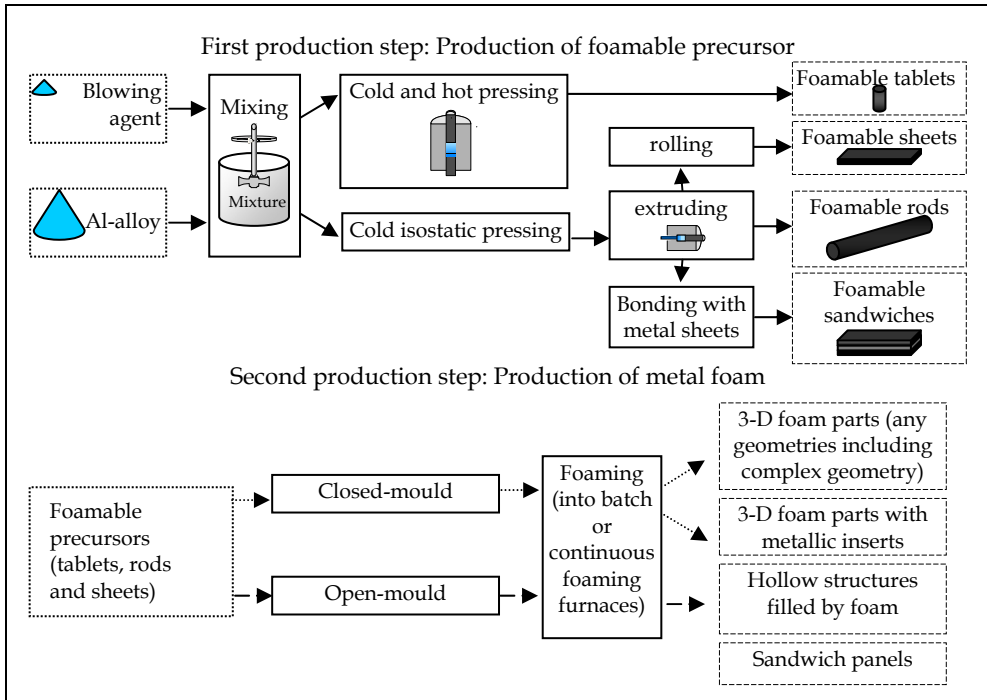 First production step: Production of foamable precursor
Blowing
agent
Al-alloy
Mixing
Mixture
Cold and hot pressing
Cold isostatic pressing
rolling
extruding
Bonding with
metal sheets
Foamable tablets
Foamable sheets
Foamable rods
Foamable
sandwiches
Second production step: Production of metal foam
Foamable
precursors
(tablets, rods
and sheets)
Closed-mould
Open-mould
Foaming
(into batch
or
continuous
foaming
furnaces)
3-D foam parts (any
geometries including
complex geometry)
3-D foam parts with
metallic inserts
Hollow structures
filled by foam
Sandwich panels